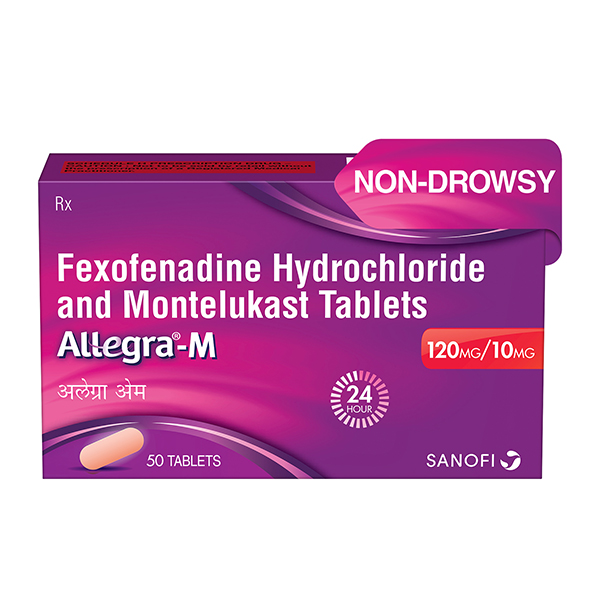 NON-DROWSY
Rx
Fexofenadine Hydrochloride
and Montelukast Tablets
Allegra®-M
120MG/10MG
अलेग्रा एम
24
HOUR
50 TABLETS
SANOFI